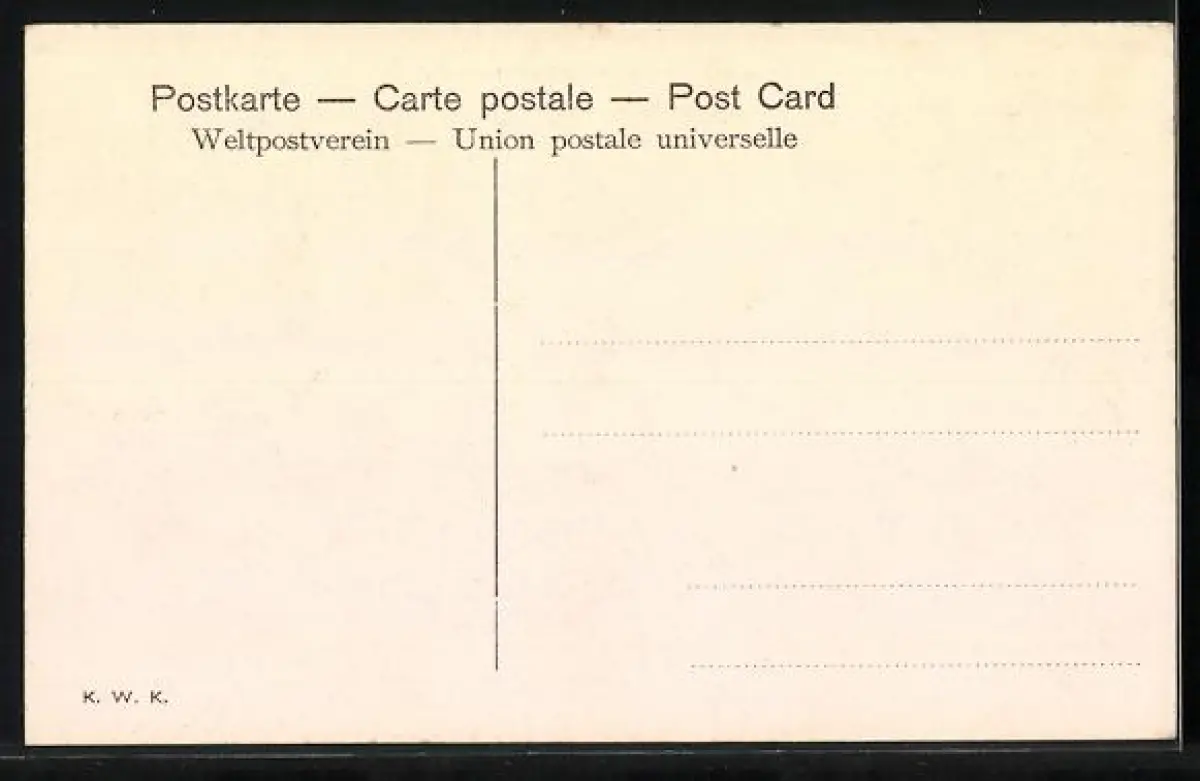 Postkarte — Carte postale — Post Card
Weltpostverein — Union postale universelle
K. W. K.